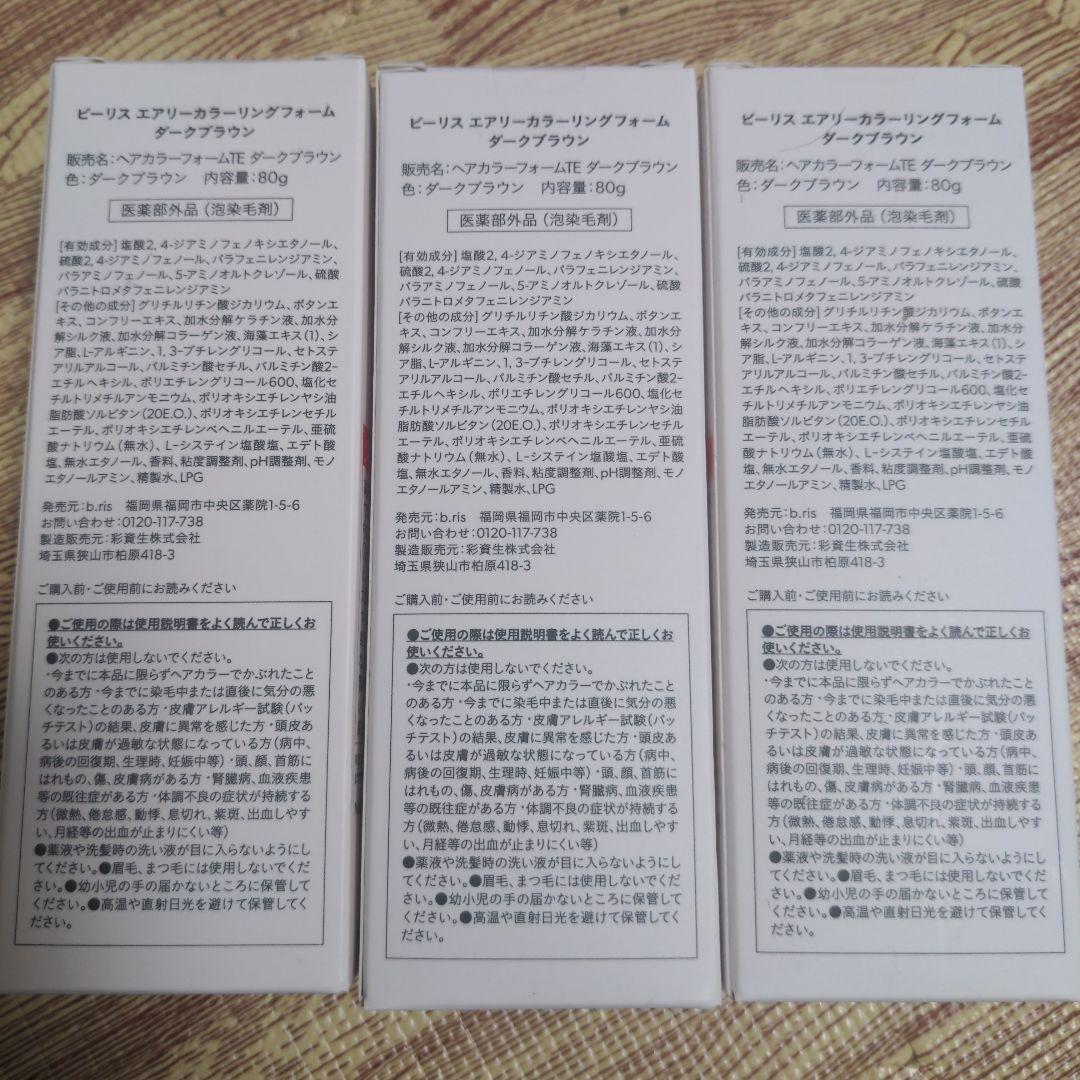 ビーリス エアリーカラーリングフォーム
ダークブラウン
販売名:ヘアカラーフォームTE ダークブラウン
色:ダークブラウン 内容量:80g
医薬部外品(泡染毛剤)
[有効成分]塩酸2, 4-ジアミノフェノキシエタノール、
硫酸2, 4-ジアミノフェノール、パラフェニレンジアミン、
パラアミノフェノール、5-アミノオルトクレゾール、硫酸
パラニトロメタフェニレンジアミン
[その他の成分]グリチルリチン酸ジカリウム、ボタンエ
キス、コンフリーエキス、加水分解ケラチン液、加水分
解シルク液、加水分解コラーゲン液、海藻エキス(1)、シ
ア脂、L-アルギニン、1, 3-ブチレングリコール、セトステ
アリルアルコール、パルミチン酸セチル、パルミチン酸2-
エチルヘキシル、ポリエチレングリコール600、塩化セ
チルトリメチルアンモニウム、ポリオキシエチレンヤシ油
脂肪酸ソルビタン(20E.O.)、ポリオキシエチレンセチル
エーテル、ポリオキシエチレンベヘニルエーテル、亜硫
酸ナトリウム(無水)、L-システイン塩酸塩、エデト酸
塩、無水エタノール、香料、粘度調整剤、pH調整剤、モノ
エタノールアミン、精製水、LPG
発売元:b.ris 福岡県福岡市中央区薬院1-5-6
お問い合わせ:0120-117-738
製造販売元:彩資生株式会社
埼玉県狭山市柏原418-3
ご購入前・ご使用前にお読みください
●ご使用の際は使用説明書をよく読んで正しくお
使いください。
●次の方は使用しないでください。
・今までに本品に限らずヘアカラーでかぶれたこと
のある方・今までに染毛中または直後に気分の悪
くなったことのある方・皮膚アレルギー試験(パッ
チテスト)の結果、皮膚に異常を感じた方・頭皮あ
るいは皮膚が過敏な状態になっている方(病中、
病後の回復期、生理時、妊娠中等)・頭、顔、首筋に
はれもの、傷、皮膚病がある方・腎臓病、血液疾患
等の既往症がある方・体調不良の症状が持続する
方(微熱、倦怠感、動悸、息切れ、紫斑、出血しやす
い、月経等の出血が止まりにくい等)
●薬液や洗髪時の洗い液が目に入らないようにし
てください。●眉毛、まつ毛には使用しないでくだ
さい。●幼小児の手の届かないところに保管して
ください。●高温や直射日光を避けて保管してく
ださい。
ビーリス エアリーカラーリングフォーム
ダークブラウン
販売名:ヘアカラーフォームTE ダークブラウン
色:ダークブラウン 内容量:80g
医薬部外品(泡染毛剤)
[有効成分]塩酸2, 4-ジアミノフェノキシエタノール、
硫酸2, 4-ジアミノフェノール、パラフェニレンジアミン、
パラアミノフェノール、5-アミノオルトクレゾール、硫酸
パラニトロメタフェニレンジアミン
[その他の成分]グリチルリチン酸ジカリウム、ボタンエ
キス、コンフリーエキス、加水分解ケラチン液、加水分
解シルク液、加水分解コラーゲン液、海藻エキス(1)、シ
ア脂、L-アルギニン、1, 3-ブチレングリコール、セトステ
アリルアルコール、パルミチン酸セチル、パルミチン酸2-
エチルヘキシル、ポリエチレングリコール600、塩化セ
チルトリメチルアンモニウム、ポリオキシエチレンヤシ油
脂肪酸ソルビタン(20E.O.)、ポリオキシエチレンセチル
エーテル、ポリオキシエチレンベヘニルエーテル、亜硫
酸ナトリウム(無水)、L-システイン塩酸塩、エデト酸
塩、無水エタノール、香料、粘度調整剤、pH調整剤、モノ
エタノールアミン、精製水、LPG
発売元:b.ris 福岡県福岡市中央区薬院1-5-6
お問い合わせ:0120-117-738
製造販売元:彩資生株式会社
埼玉県狭山市柏原418-3
ご購入前・ご使用前にお読みください
●ご使用の際は使用説明書をよく読んで正しくお
使いください。
●次の方は使用しないでください。
・今までに本品に限らずヘアカラーでかぶれたこと
のある方・今までに染毛中または直後に気分の悪
くなったことのある方・皮膚アレルギー試験(パッ
チテスト)の結果、皮膚に異常を感じた方・頭皮あ
るいは皮膚が過敏な状態になっている方(病中、
病後の回復期、生理時、妊娠中等)・頭、顔、首筋に
はれもの、傷、皮膚病がある方・腎臓病、血液疾患
等の既往症がある方・体調不良の症状が持続する
方(微熱、倦怠感、動悸、息切れ、紫斑、出血しやす
い、月経等の出血が止まりにくい等)
●薬液や洗髪時の洗い液が目に入らないようにし
てください。●眉毛、まつ毛には使用しないでくだ
さい。●幼小児の手の届かないところに保管して
ください。●高温や直射日光を避けて保管してく
ださい。
ビーリス エアリーカラーリングフォーム
ダークブラウン
販売名:ヘアカラーフォームTE ダークブラウン
色:ダークブラウン 内容量:80g
医薬部外品(泡染毛剤)
[有効成分]塩酸2, 4-ジアミノフェノキシエタノール、
硫酸2, 4-ジアミノフェノール、パラフェニレンジアミン、
パラアミノフェノール、5-アミノオルトクレゾール、硫酸
パラニトロメタフェニレンジアミン
[その他の成分]グリチルリチン酸ジカリウム、ボタンエ
キス、コンフリーエキス、加水分解ケラチン液、加水分
解シルク液、加水分解コラーゲン液、海藻エキス(1)、シ
ア脂、L-アルギニン、1, 3-ブチレングリコール、セトステ
アリルアルコール、パルミチン酸セチル、パルミチン酸2-
エチルヘキシル、ポリエチレングリコール600、塩化セ
チルトリメチルアンモニウム、ポリオキシエチレンヤシ油
脂肪酸ソルビタン(20E.O.)、ポリオキシエチレンセチル
エーテル、ポリオキシエチレンベヘニルエーテル、亜硫
酸ナトリウム(無水)、L-システイン塩酸塩、エデト酸
塩、無水エタノール、香料、粘度調整剤、pH調整剤、モノ
エタノールアミン、精製水、LPG
発売元:b.ris 福岡県福岡市中央区薬院1-5-6
お問い合わせ:0120-117-738
製造販売元:彩資生株式会社
埼玉県狭山市柏原418-3
ご購入前・ご使用前にお読みください
●ご使用の際は使用説明書をよく読んで正しくお
使いください。
●次の方は使用しないでください。
・今までに本品に限らずヘアカラーでかぶれたこと
のある方・今までに染毛中または直後に気分の悪
くなったことのある方・皮膚アレルギー試験(パッ
チテスト)の結果、皮膚に異常を感じた方・頭皮あ
るいは皮膚が過敏な状態になっている方(病中、
病後の回復期、生理時、妊娠中等)・頭、顔、首筋に
はれもの、傷、皮膚病がある方・腎臓病、血液疾患
等の既往症がある方・体調不良の症状が持続する
方(微熱、倦怠感、動悸、息切れ、紫斑、出血しやす
い、月経等の出血が止まりにくい等)
●薬液や洗髪時の洗い液が目に入らないようにし
てください。●眉毛、まつ毛には使用しないでくだ
さい。●幼小児の手の届かないところに保管して
ください。●高温や直射日光を避けて保管してく
ださい。